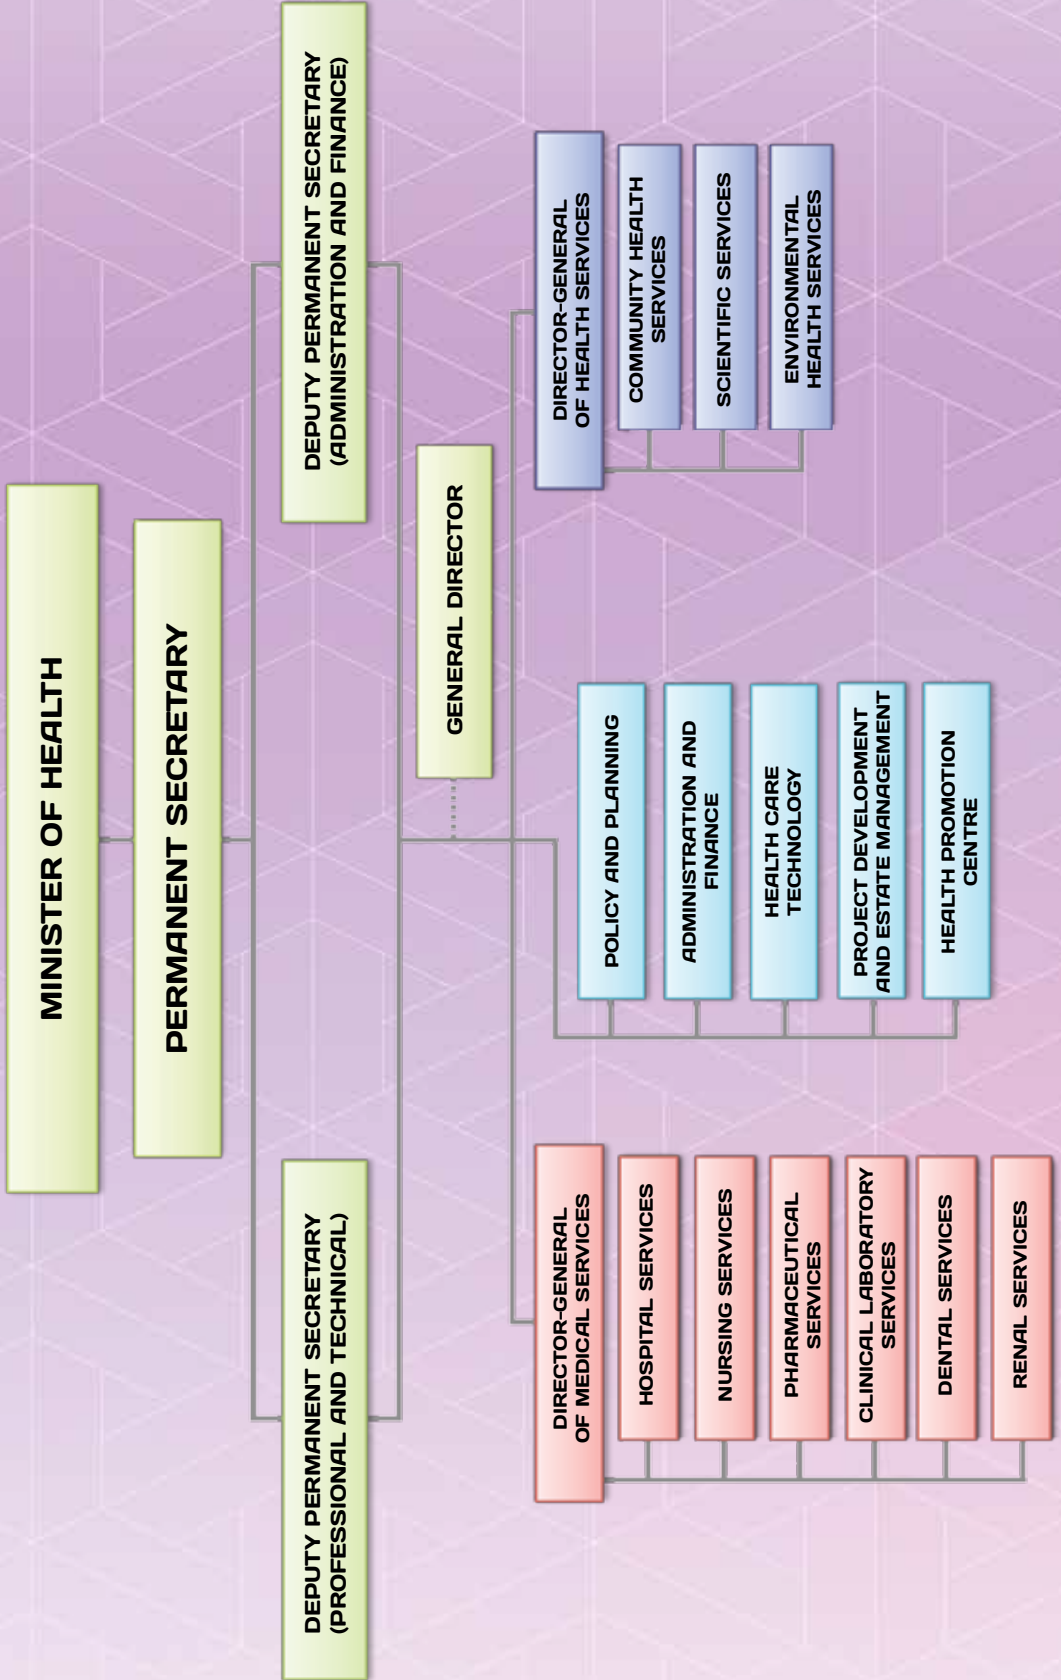 MINISTER OF HEALTH
PERMANENT SECRETARY
DEPUTY PERMANENT SECRETARY
(PROFESSIONAL AND TECHNICAL)
DEPUTY PERMANENT SECRETARY
(ADMINISTRATION AND FINANCE)
GENERAL DIRECTOR
DIRECTOR-GENERAL
OF MEDICAL SERVICES
HOSPITAL SERVICES
NURSING SERVICES
PHARMACEUTICAL
SERVICES
CLINICAL LABORATORY
SERVICES
DENTAL SERVICES
RENAL SERVICES
POLICY AND PLANNING
ADMINISTRATION AND
FINANCE
HEALTH CARE
TECHNOLOGY
PROJECT DEVELOPMENT
AND ESTATE MANAGEMENT
HEALTH PROMOTION
CENTRE
DIRECTOR-GENERAL
OF HEALTH SERVICES
COMMUNITY HEALTH
SERVICES
SCIENTIFIC SERVICES
ENVIRONMENTAL
HEALTH SERVICES